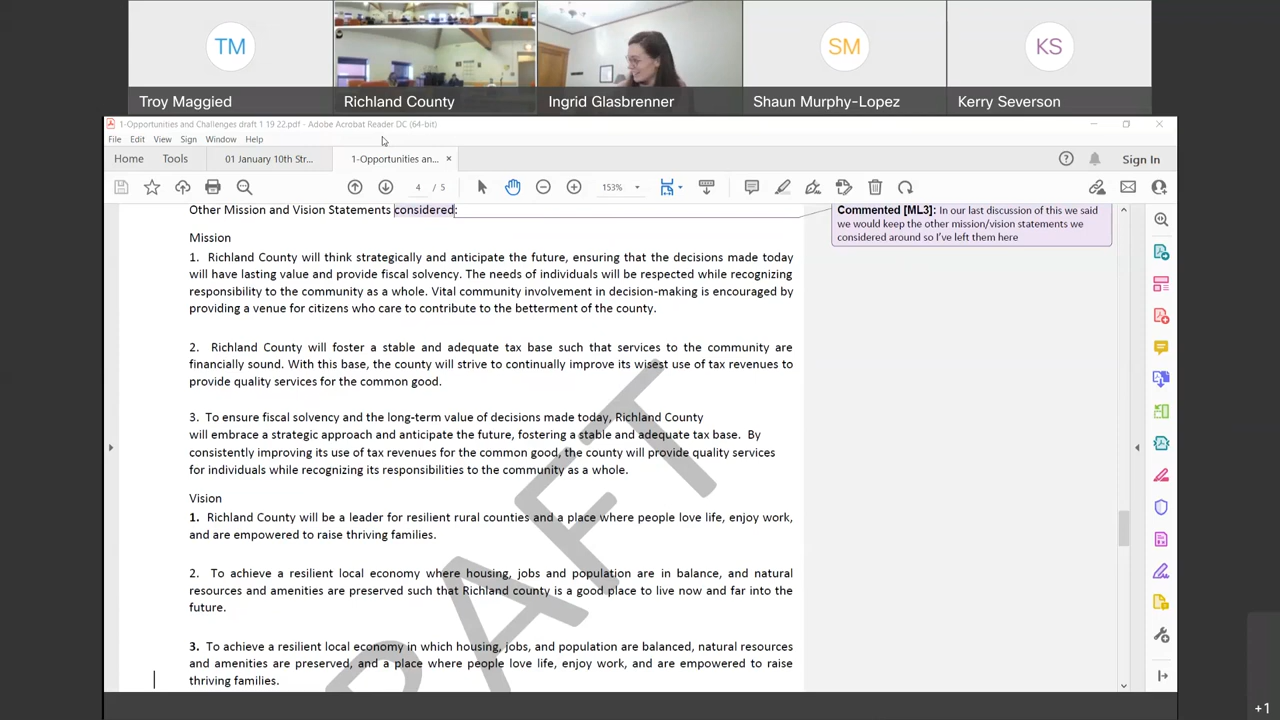 TM
SM
KS
Troy Maggied
Richland County
Ingrid Glasbrenner
Shaun Murphy-Lopez
Kerry Severson
1-Opportunities and Challenges draft 1 19 22.pdf - Adobe Acrobat Reader DC (64-bit)
File Edit View Sign Window Help
Home Tools 01 January 10th Str... 1-Opportunities an... × Sign In
4 / 5 153%
Other Mission and Vision Statements considered:
Commented [ML3]: In our last discussion of this we said
we would keep the other mission/vision statements we
considered around so I've left them here
Mission
1. Richland County will think strategically and anticipate the future, ensuring that the decisions made today
will have lasting value and provide fiscal solvency. The needs of individuals will be respected while recognizing
responsibility to the community as a whole. Vital community involvement in decision-making is encouraged by
providing a venue for citizens who care to contribute to the betterment of the county.
2. Richland County will foster a stable and adequate tax base such that services to the community are
financially sound. With this base, the county will strive to continually improve its wisest use of tax revenues to
provide quality services for the common good.
3. To ensure fiscal solvency and the long-term value of decisions made today, Richland County
will embrace a strategic approach and anticipate the future, fostering a stable and adequate tax base. By
consistently improving its use of tax revenues for the common good, the county will provide quality services
for individuals while recognizing its responsibilities to the community as a whole.
Vision
1. Richland County will be a leader for resilient rural counties and a place where people love life, enjoy work,
and are empowered to raise thriving families.
2. To achieve a resilient local economy where housing, jobs and population are in balance, and natural
resources and amenities are preserved such that Richland county is a good place to live now and far into the
future.
3. To achieve a resilient local economy in which housing, jobs, and population are balanced, natural resources
and amenities are preserved, and a place where people love life, enjoy work, and are empowered to raise
thriving families.
DRAFT
+1